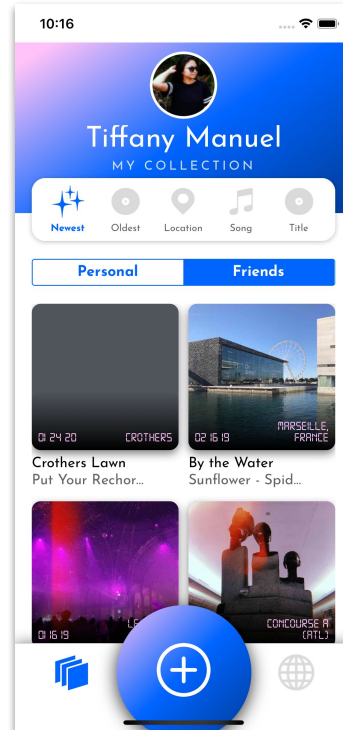 10:16
Tiffany Manuel
MY COLLECTION
Newest Oldest Location Song Title
Personal Friends
01 24 20 CROTHERS
02 16 19 MARSEILLE,
FRANCE
Crothers Lawn
Put Your Rechor...
By the Water
Sunflower - Spid...
01 16 19
CONCOURSE A
(ATL)